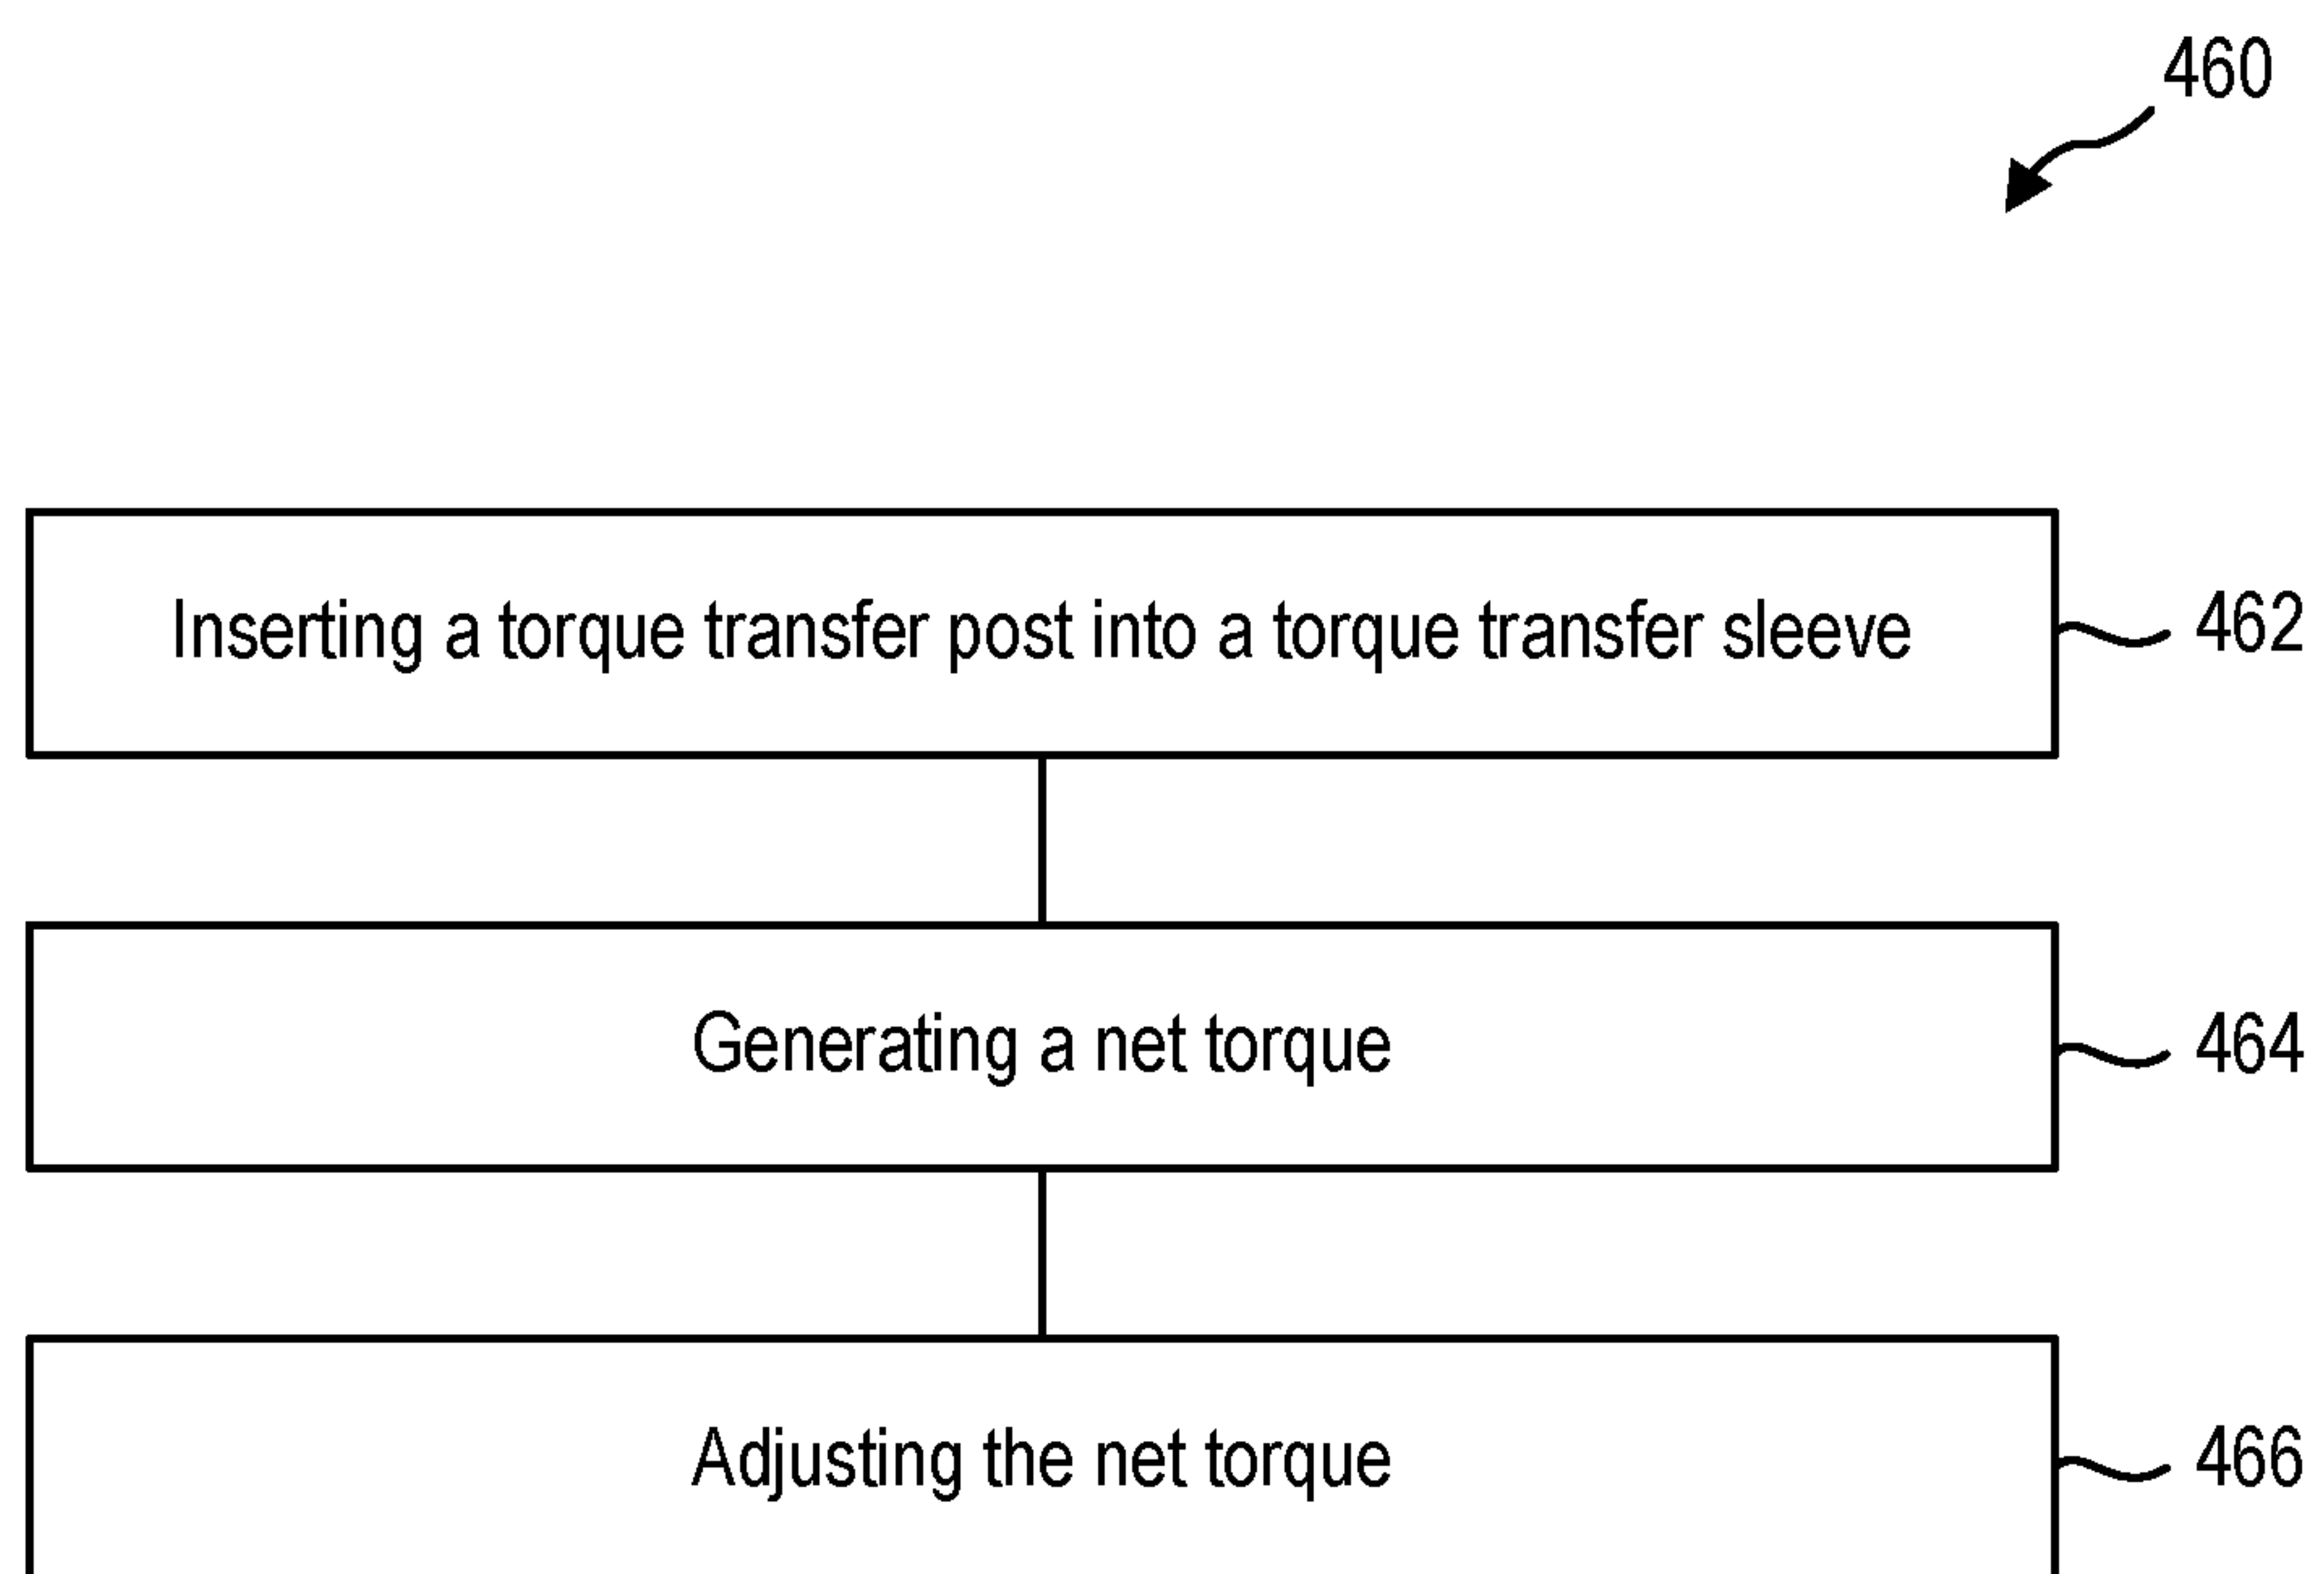 460
Inserting a torque transfer post into a torque transfer sleeve
462
Generating a net torque
464
Adjusting the net torque
466